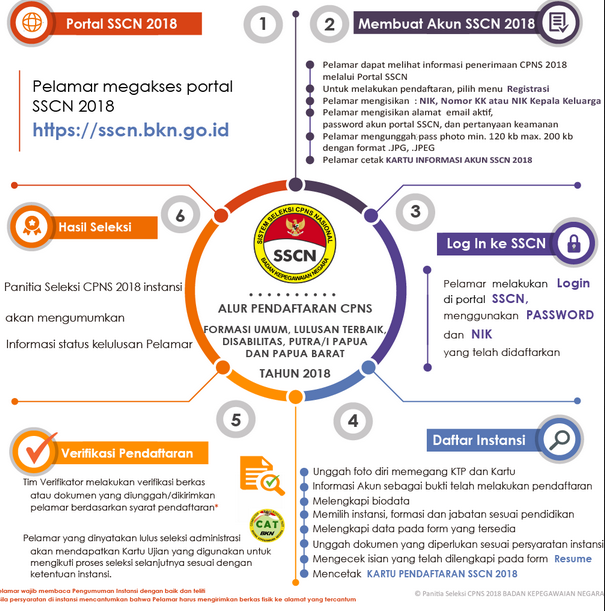 Portal SSCN 2018
1
Pelamar megakses portal
SSCN 2018
https://sscn.bkn.go.id
2
Membuat Akun SSCN 2018
Pelamar dapat melihat informasi penerimaan CPNS 2018
melalui Portal SSCN
Untuk melakukan pendaftaran, pilih menu Registrasi
Pelamar mengisikan : NIK, Nomor KK atau NIK Kepala Keluarga
Pelamar mengisikan alamat email aktif,
password akun portal SSCN, dan pertanyaan keamanan
Pelamar mengunggah pass photo min. 120 kb max. 200 kb
dengan format .JPG, .JPEG
Pelamar cetak KARTU INFORMASI AKUN SSCN 2018
3
Log In ke SSCN
Pelamar melakukan Login
di portal SSCN,
menggunakan PASSWORD
dan NIK
yang telah didaftarkan
SISTEM SELEKSI CPNS NASIONAL
SSCN
BADAN KEPEGAWAIAN NEGARA
ALUR PENDAFTARAN CPNS
FORMASI UMUM, LULUSAN TERBAIK,
DISABILITAS, PUTRA/I PAPUA
DAN PAPUA BARAT
TAHUN 2018
4
Daftar Instansi
Unggah foto diri memegang KTP dan Kartu
Informasi Akun sebagai bukti telah melakukan pendaftaran
Melengkapi biodata
Memilih instansi, formasi dan jabatan sesuai pendidikan
Melengkapi data pada form yang tersedia
Unggah dokumen yang diperlukan sesuai persyaratan instansi
Mengecek isian yang telah dilengkapi pada form Resume
Mencetak KARTU PENDAFTARAN SSCN 2018
5
Verifikasi Pendaftaran
Tim Verifikator melakukan verifikasi berkas
atau dokumen yang diunggah/dikirimkan
pelamar berdasarkan syarat pendaftaran*
CAT
BKN
Pelamar yang dinyatakan lulus seleksi administrasi
akan mendapatkan Kartu Ujian yang digunakan untuk
mengikuti proses seleksi selanjutnya sesuai dengan
ketentuan instansi.
6
Hasil Seleksi
Panitia Seleksi CPNS 2018 instansi
akan mengumumkan
Informasi status kelulusan Pelamar
elamar wajib membaca Pengumuman Instansi dengan baik dan teliti
ila persyaratan di instansi mencantumkan bahwa Pelamar harus mengirimkan berkas fisik ke alamat yang tercantum
© Panitia Seleksi CPNS 2018 BADAN KEPEGAWAIAN NEGARA